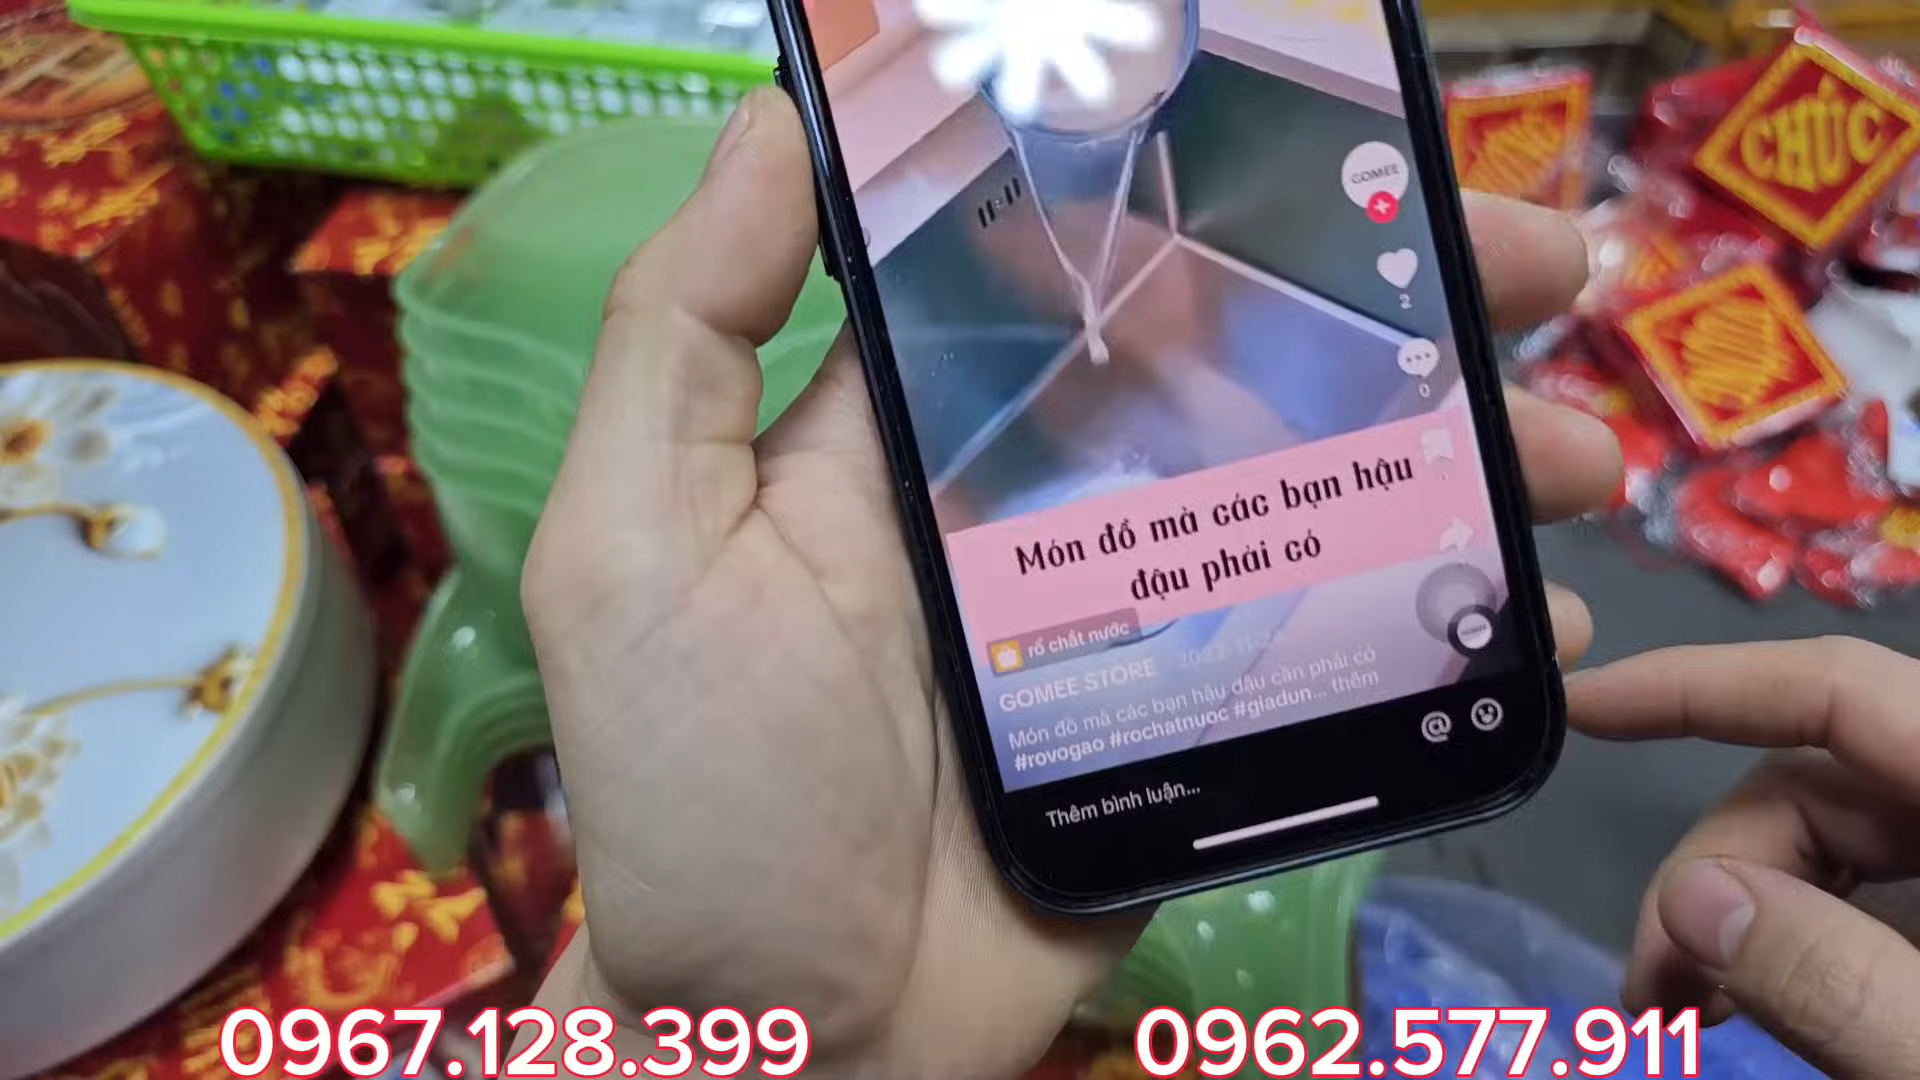 CHÚC
GOMEE
2
0
Món đồ mà các bạn hậu
đậu phải có
rổ chắt nước
GOMEE STORE
Món đồ mà các bạn hậu đậu cần phải có
#rovogao #rochatnuoc #gladun... thêm
Thêm bình luận...
0967.128.399
0962.577.911